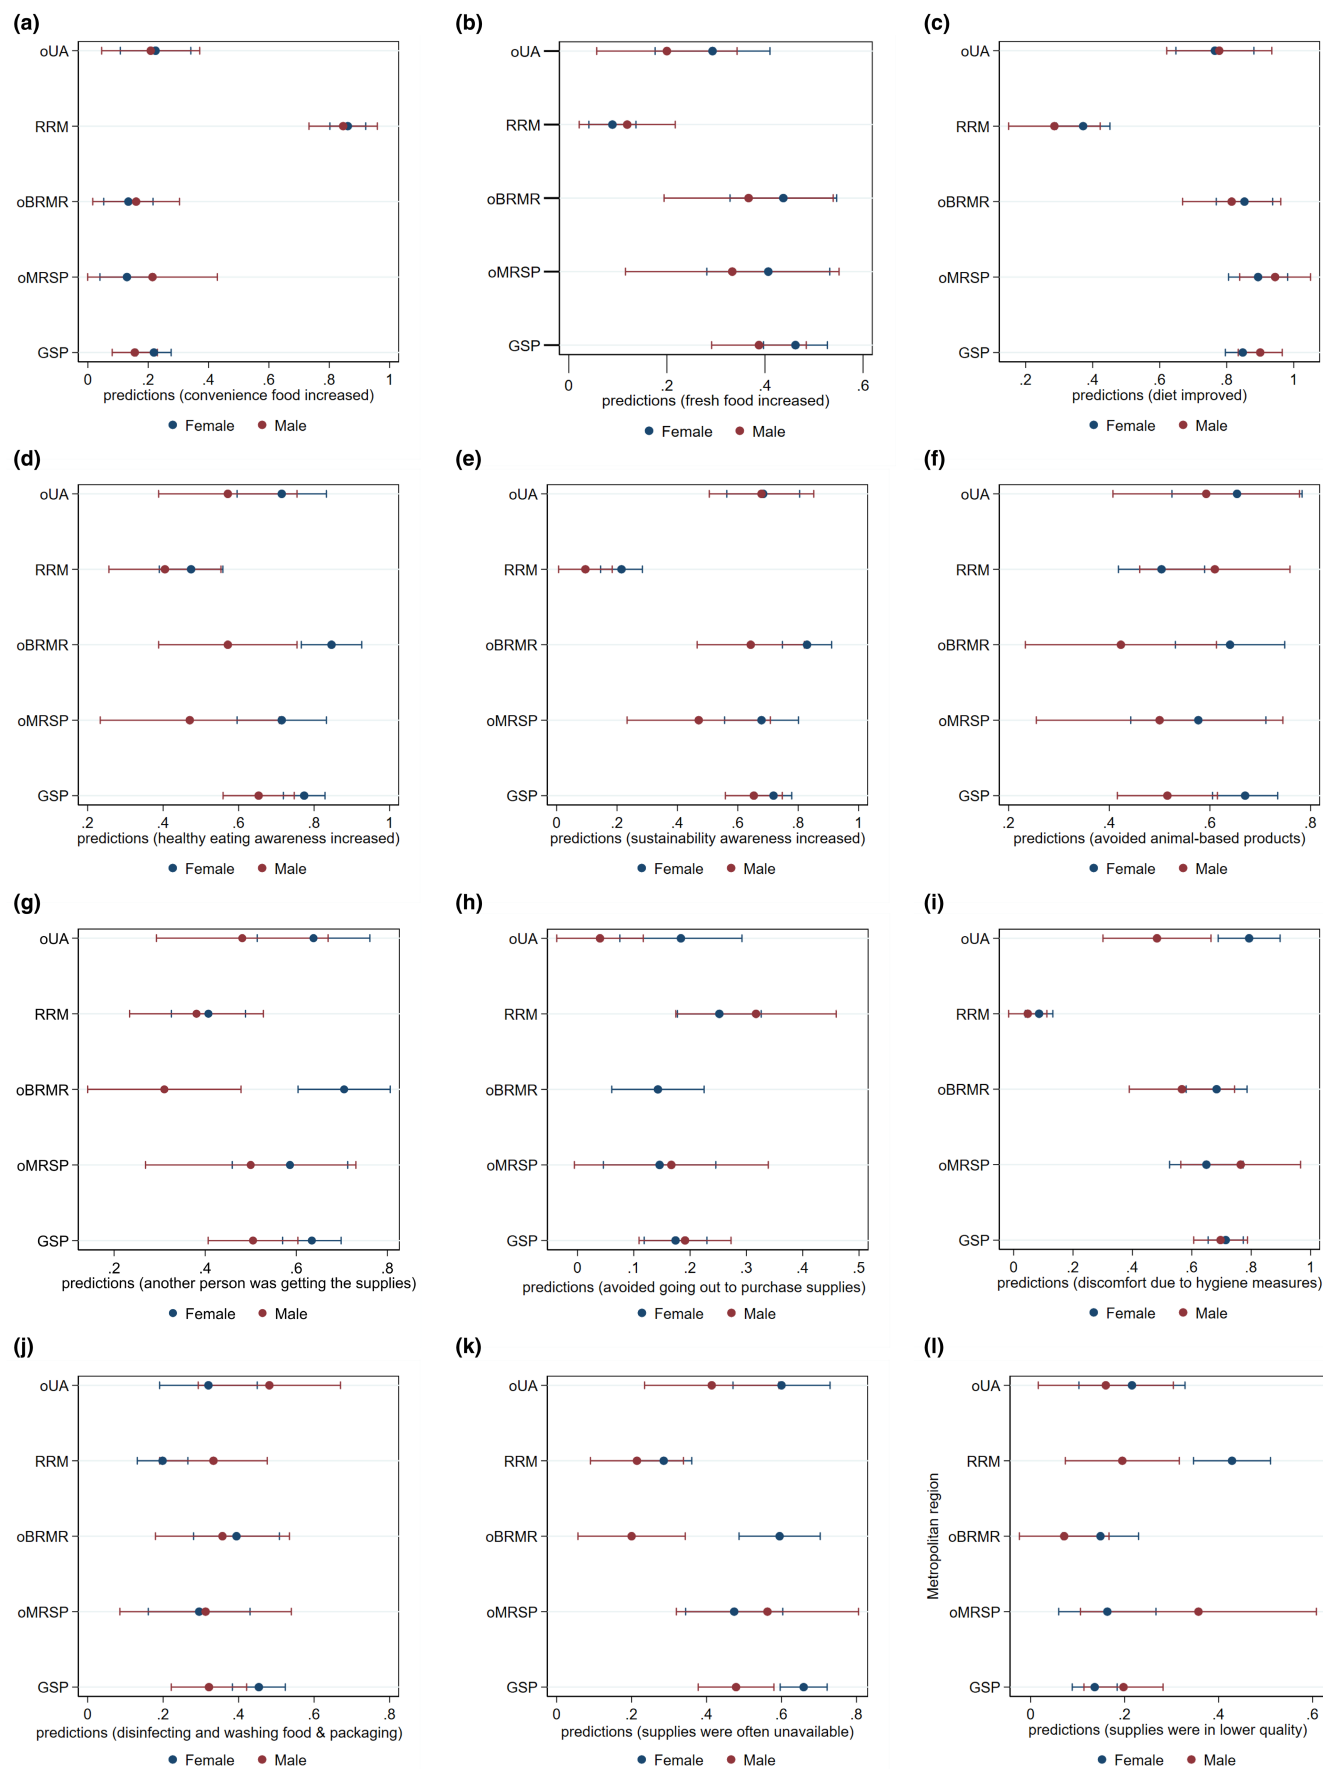 (a)
oUA
RRM
oBRMR
oMRSP
GSP
0 .2 .4 .6 .8 1
predictions (convenience food increased)
Female Male
(b)
oUA
RRM
oBRMR
oMRSP
GSP
0 .2 .4 .6
predictions (fresh food increased)
Female Male
(c)
oUA
RRM
oBRMR
oMRSP
GSP
.2 .4 .6 .8 1
predictions (diet improved)
Female Male
(d)
oUA
RRM
oBRMR
oMRSP
GSP
.2 .4 .6 .8 1
predictions (healthy eating awareness increased)
Female Male
(e)
oUA
RRM
oBRMR
oMRSP
GSP
0 .2 .4 .6 .8 1
predictions (sustainability awareness increased)
Female Male
(f)
oUA
RRM
oBRMR
oMRSP
GSP
.2 .4 .6 .8
predictions (avoided animal-based products)
Female Male
(g)
oUA
RRM
oBRMR
oMRSP
GSP
.2 .4 .6 .8
predictions (another person was getting the supplies)
Female Male
(h)
oUA
RRM
oBRMR
oMRSP
GSP
0 .1 .2 .3 .4 .5
predictions (avoided going out to purchase supplies)
Female Male
(i)
oUA
RRM
oBRMR
oMRSP
GSP
0 .2 .4 .6 .8 1
predictions (discomfort due to hygiene measures)
Female Male
(j)
oUA
RRM
oBRMR
oMRSP
GSP
0 .2 .4 .6 .8
predictions (disinfecting and washing food & packaging)
Female Male
(k)
oUA
RRM
oBRMR
oMRSP
GSP
0 .2 .4 .6 .8
predictions (supplies were often unavailable)
Female Male
(l)
Metropolitan region
oUA
RRM
oBRMR
oMRSP
GSP
0 .2 .4 .6
predictions (supplies were in lower quality)
Female Male